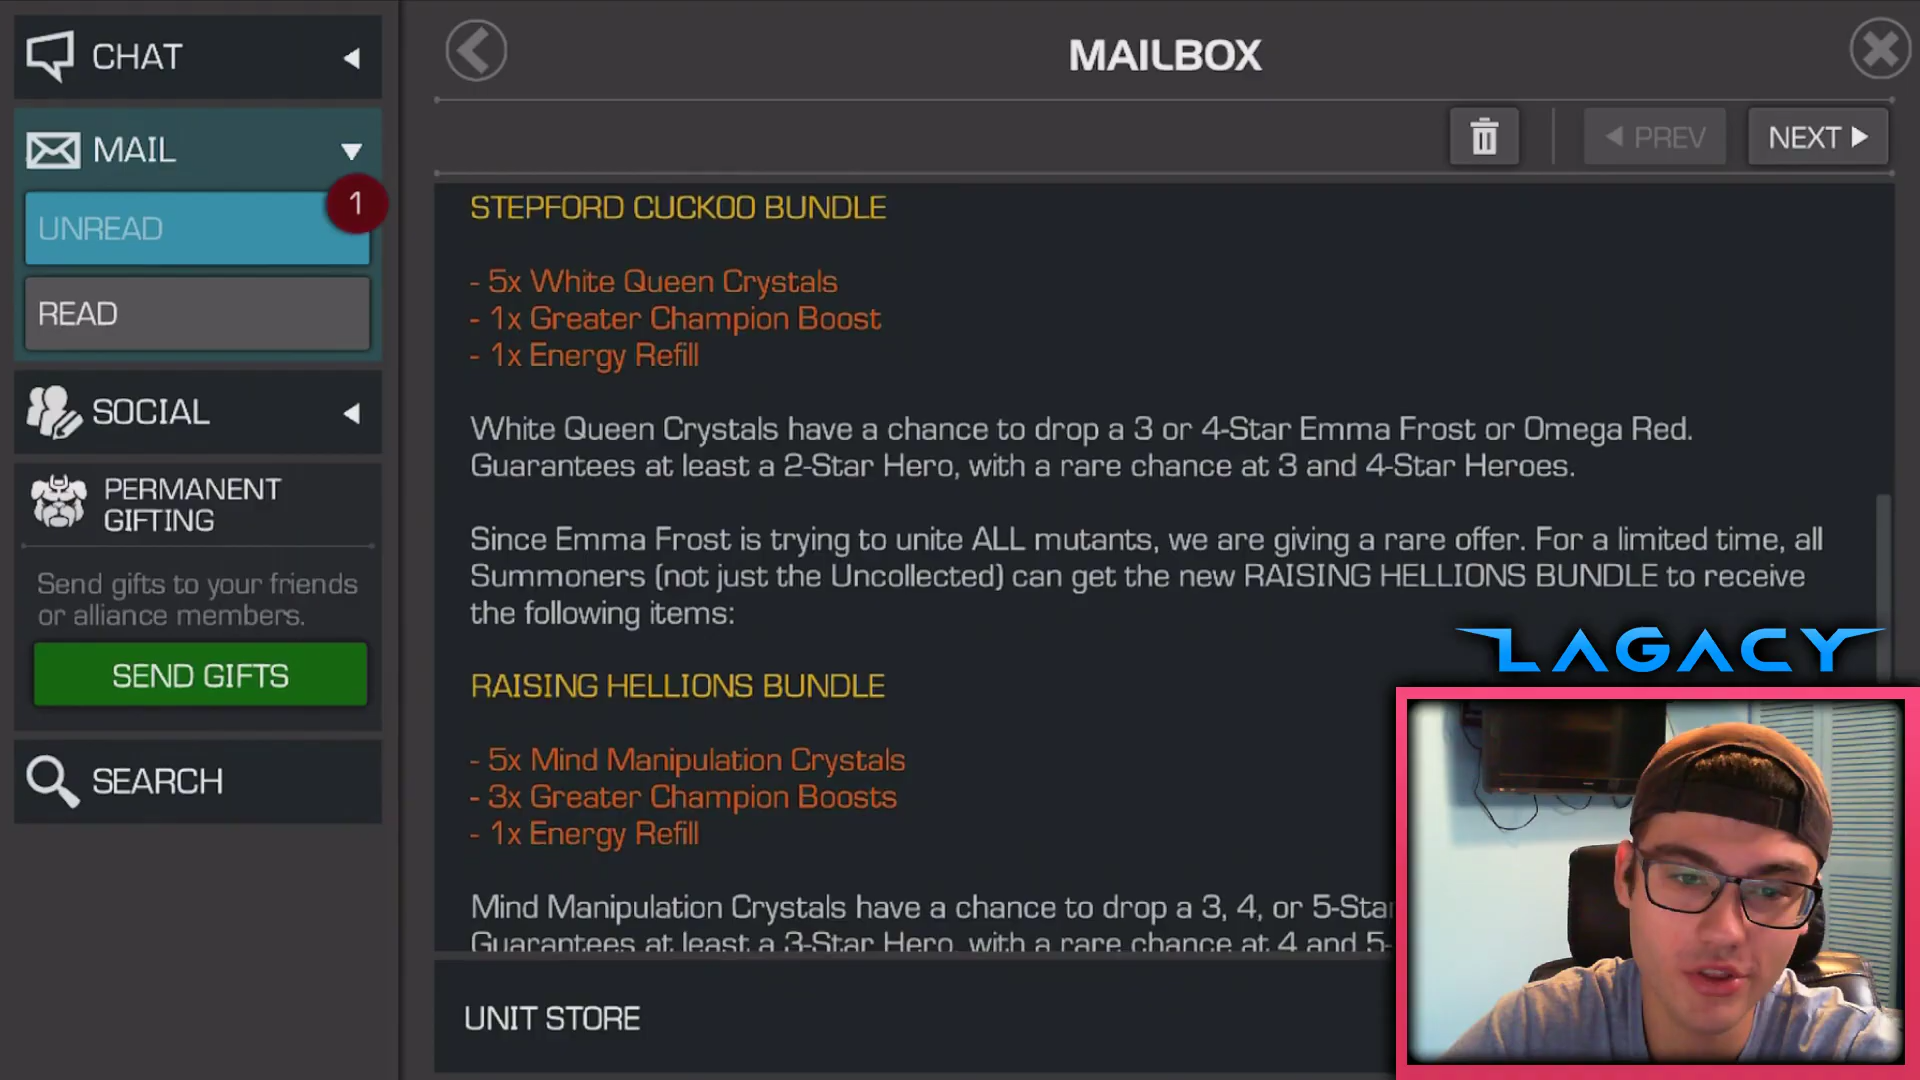 CHAT
MAIL
1
UNREAD
READ
SOCIAL
PERMANENT
GIFTING
Send gifts to your friends
or alliance members.
SEND GIFTS
SEARCH
MAILBOX
PREV
NEXT
STEPFORD CUCKOO BUNDLE
- 5x White Queen Crystals
- 1x Greater Champion Boost
- 1x Energy Refill
White Queen Crystals have a chance to drop a 3 or 4-Star Emma Frost or Omega Red.
Guarantees at least a 2-Star Hero, with a rare chance at 3 and 4-Star Heroes.
Since Emma Frost is trying to unite ALL mutants, we are giving a rare offer. For a limited time, all
Summoners (not just the Uncollected) can get the new RAISING HELLIONS BUNDLE to receive
the following items:
RAISING HELLIONS BUNDLE
- 5x Mind Manipulation Crystals
- 3x Greater Champion Boosts
- 1x Energy Refill
Mind Manipulation Crystals have a chance to drop a 3, 4, or 5-Star
Guarantees at least a 3-Star Hero, with a rare chance at 4 and 5-
UNIT STORE
LAGACY